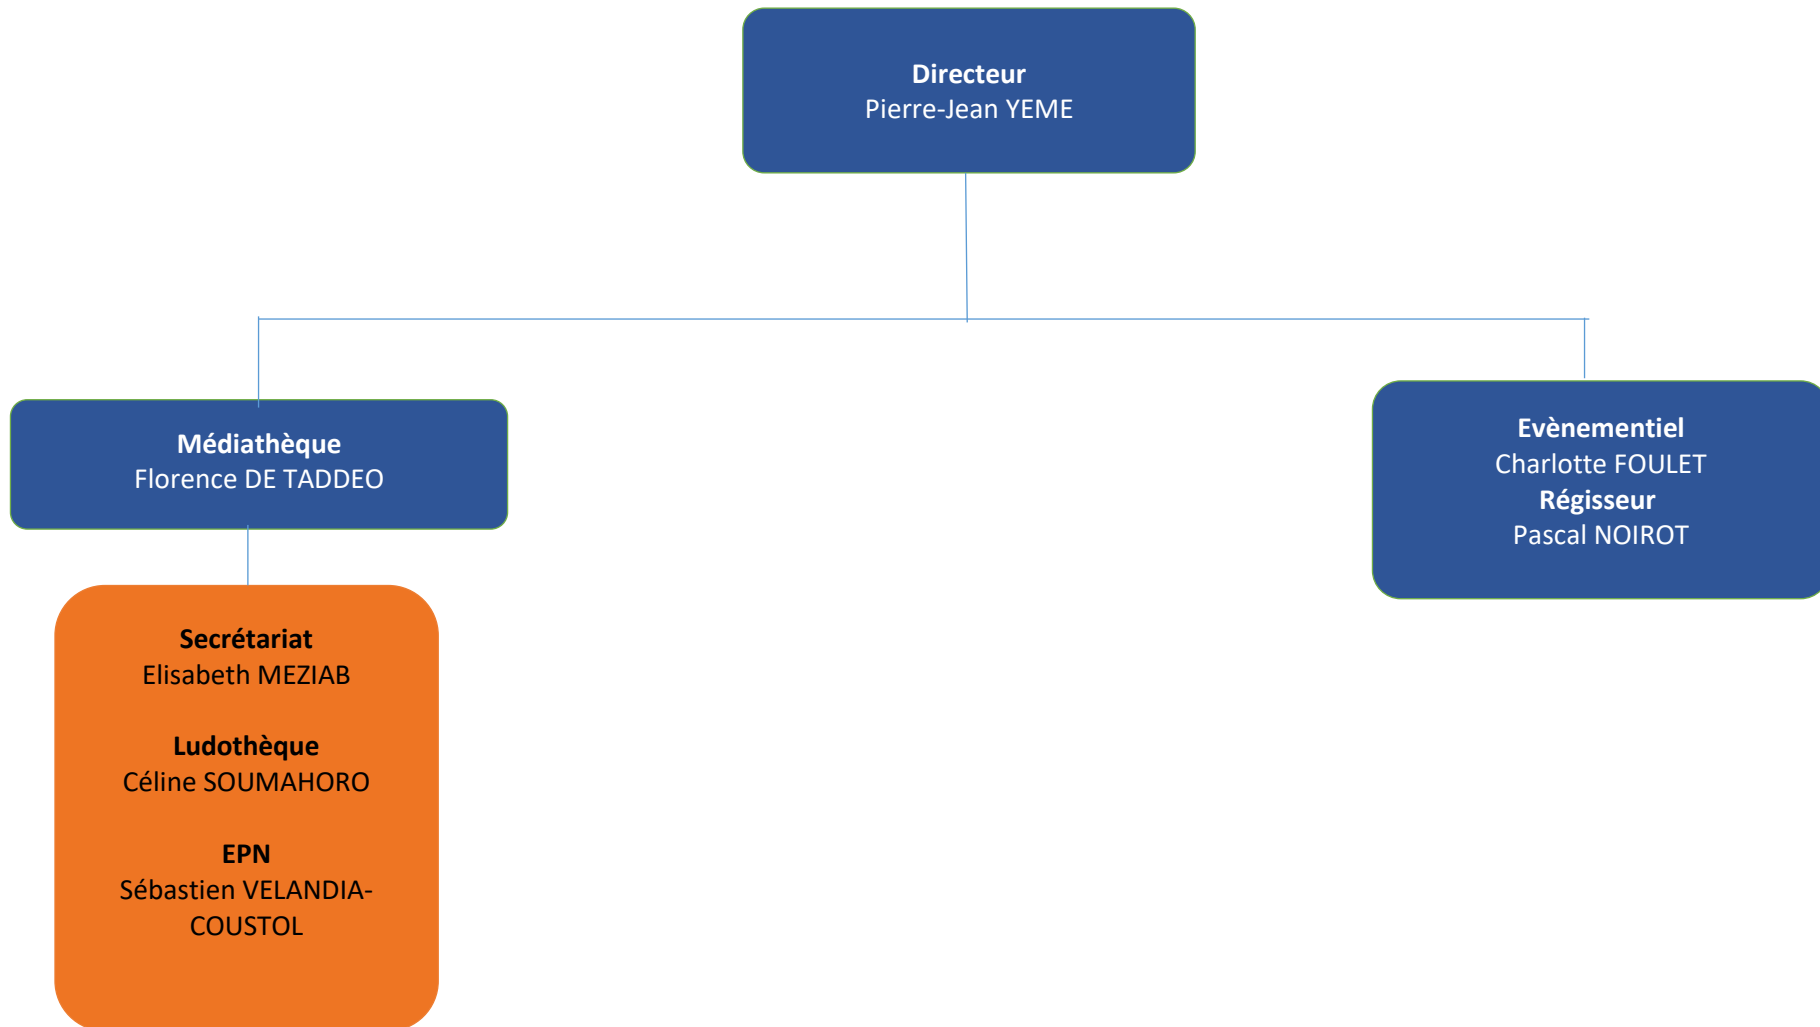 Directeur
Pierre-Jean YEME
Médiathèque
Florence DE TADDEO
Evènementiel
Charlotte FOULET
Régisseur
Pascal NOIROT
Secrétariat
Elisabeth MEZIAB
Ludothèque
Céline SOUMAHORO
EPN
Sébastien VELANDIA-
COUSTOL